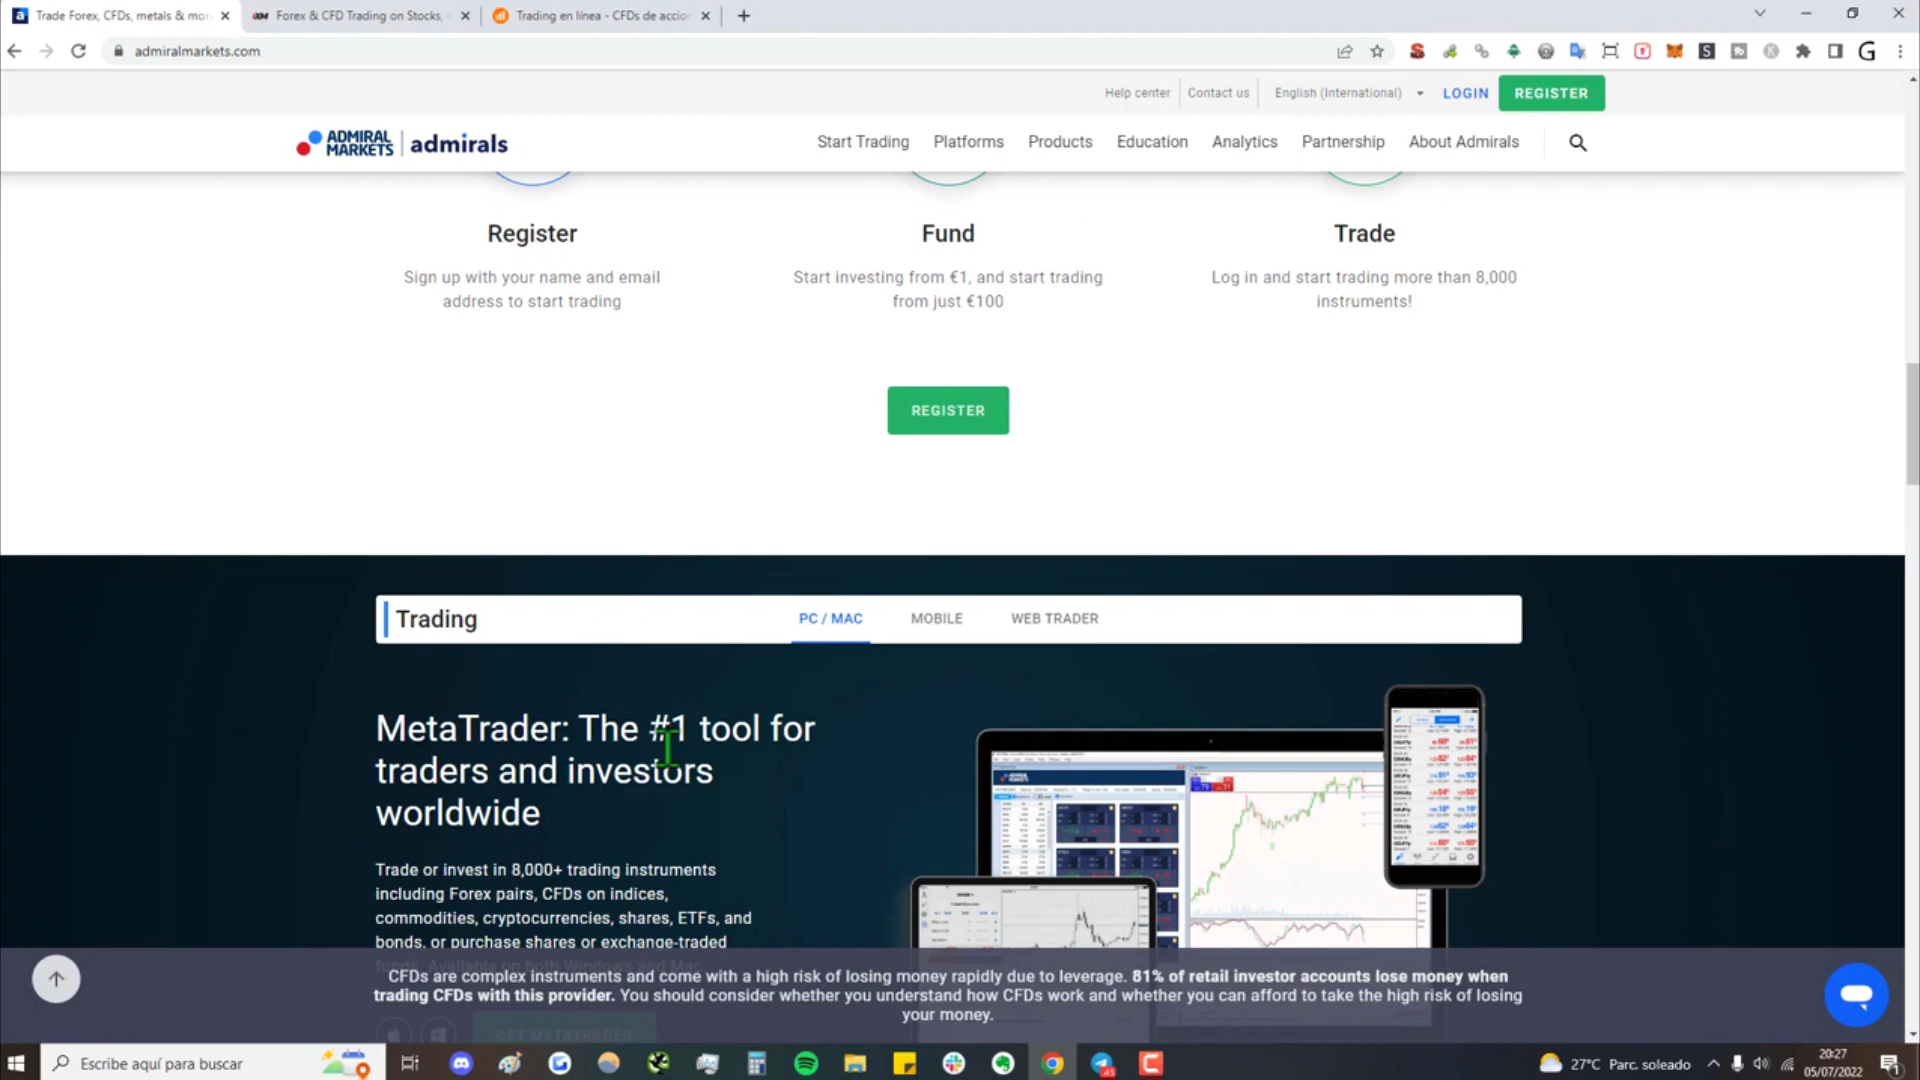 Trade Forex, CFDs, metals & mor
Forex & CFD Trading on Stocks,
Trading en línea - CFDs de accion
admiralmarkets.com
Help center
Contact us
English (International)
LOGIN
REGISTER
ADMIRAL MARKETS
admirals
Start Trading
Platforms
Products
Education
Analytics
Partnership
About Admirals
Register
Sign up with your name and email
address to start trading
Fund
Start investing from €1, and start trading
from just €100
Trade
Log in and start trading more than 8,000
instruments!
REGISTER
Trading
PC / MAC
MOBILE
WEB TRADER
MetaTrader: The #1 tool for
traders and investors
worldwide
Trade or invest in 8,000+ trading instruments
including Forex pairs, CFDs on indices,
commodities, cryptocurrencies, shares, ETFs, and
bonds, or purchase shares or exchange-traded
funds. Available on both Windows and Mac.
GET METATRADER
CFDs are complex instruments and come with a high risk of losing money rapidly due to leverage. 81% of retail investor accounts lose money when
trading CFDs with this provider. You should consider whether you understand how CFDs work and whether you can afford to take the high risk of losing
your money.
Escribe aquí para buscar
27°C Parc. soleado
20:27
05/07/2022